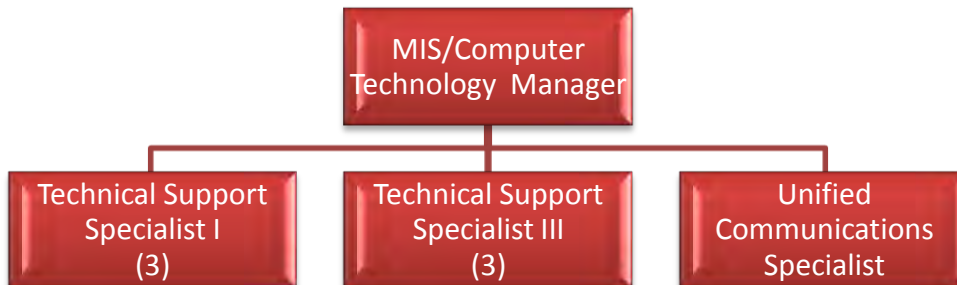 MIS/Computer
Technology Manager
Technical Support
Specialist I
(3)
Technical Support
Specialist III
(3)
Unified
Communications
Specialist